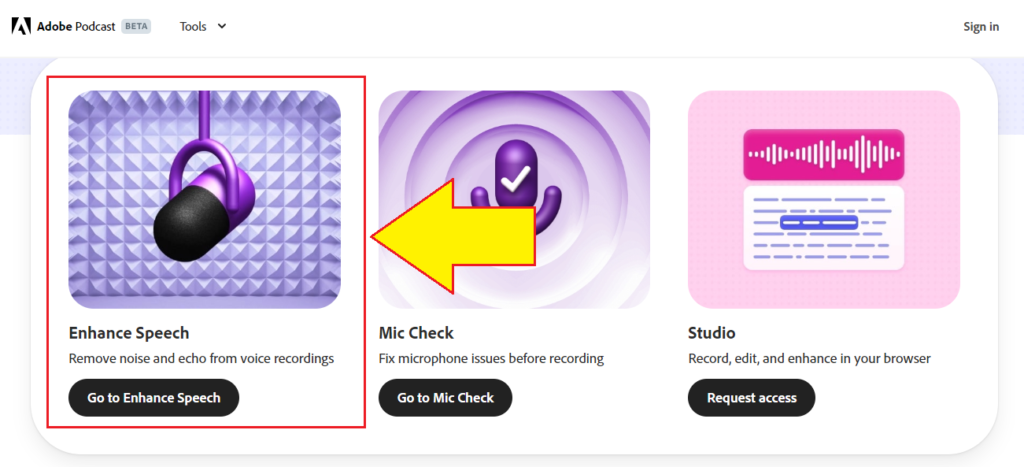 Adobe Podcast BETA Tools Sign in
Enhance Speech
Remove noise and echo from voice recordings
Go to Enhance Speech
Mic Check
Fix microphone issues before recording
Go to Mic Check
Studio
Record, edit, and enhance in your browser
Request access